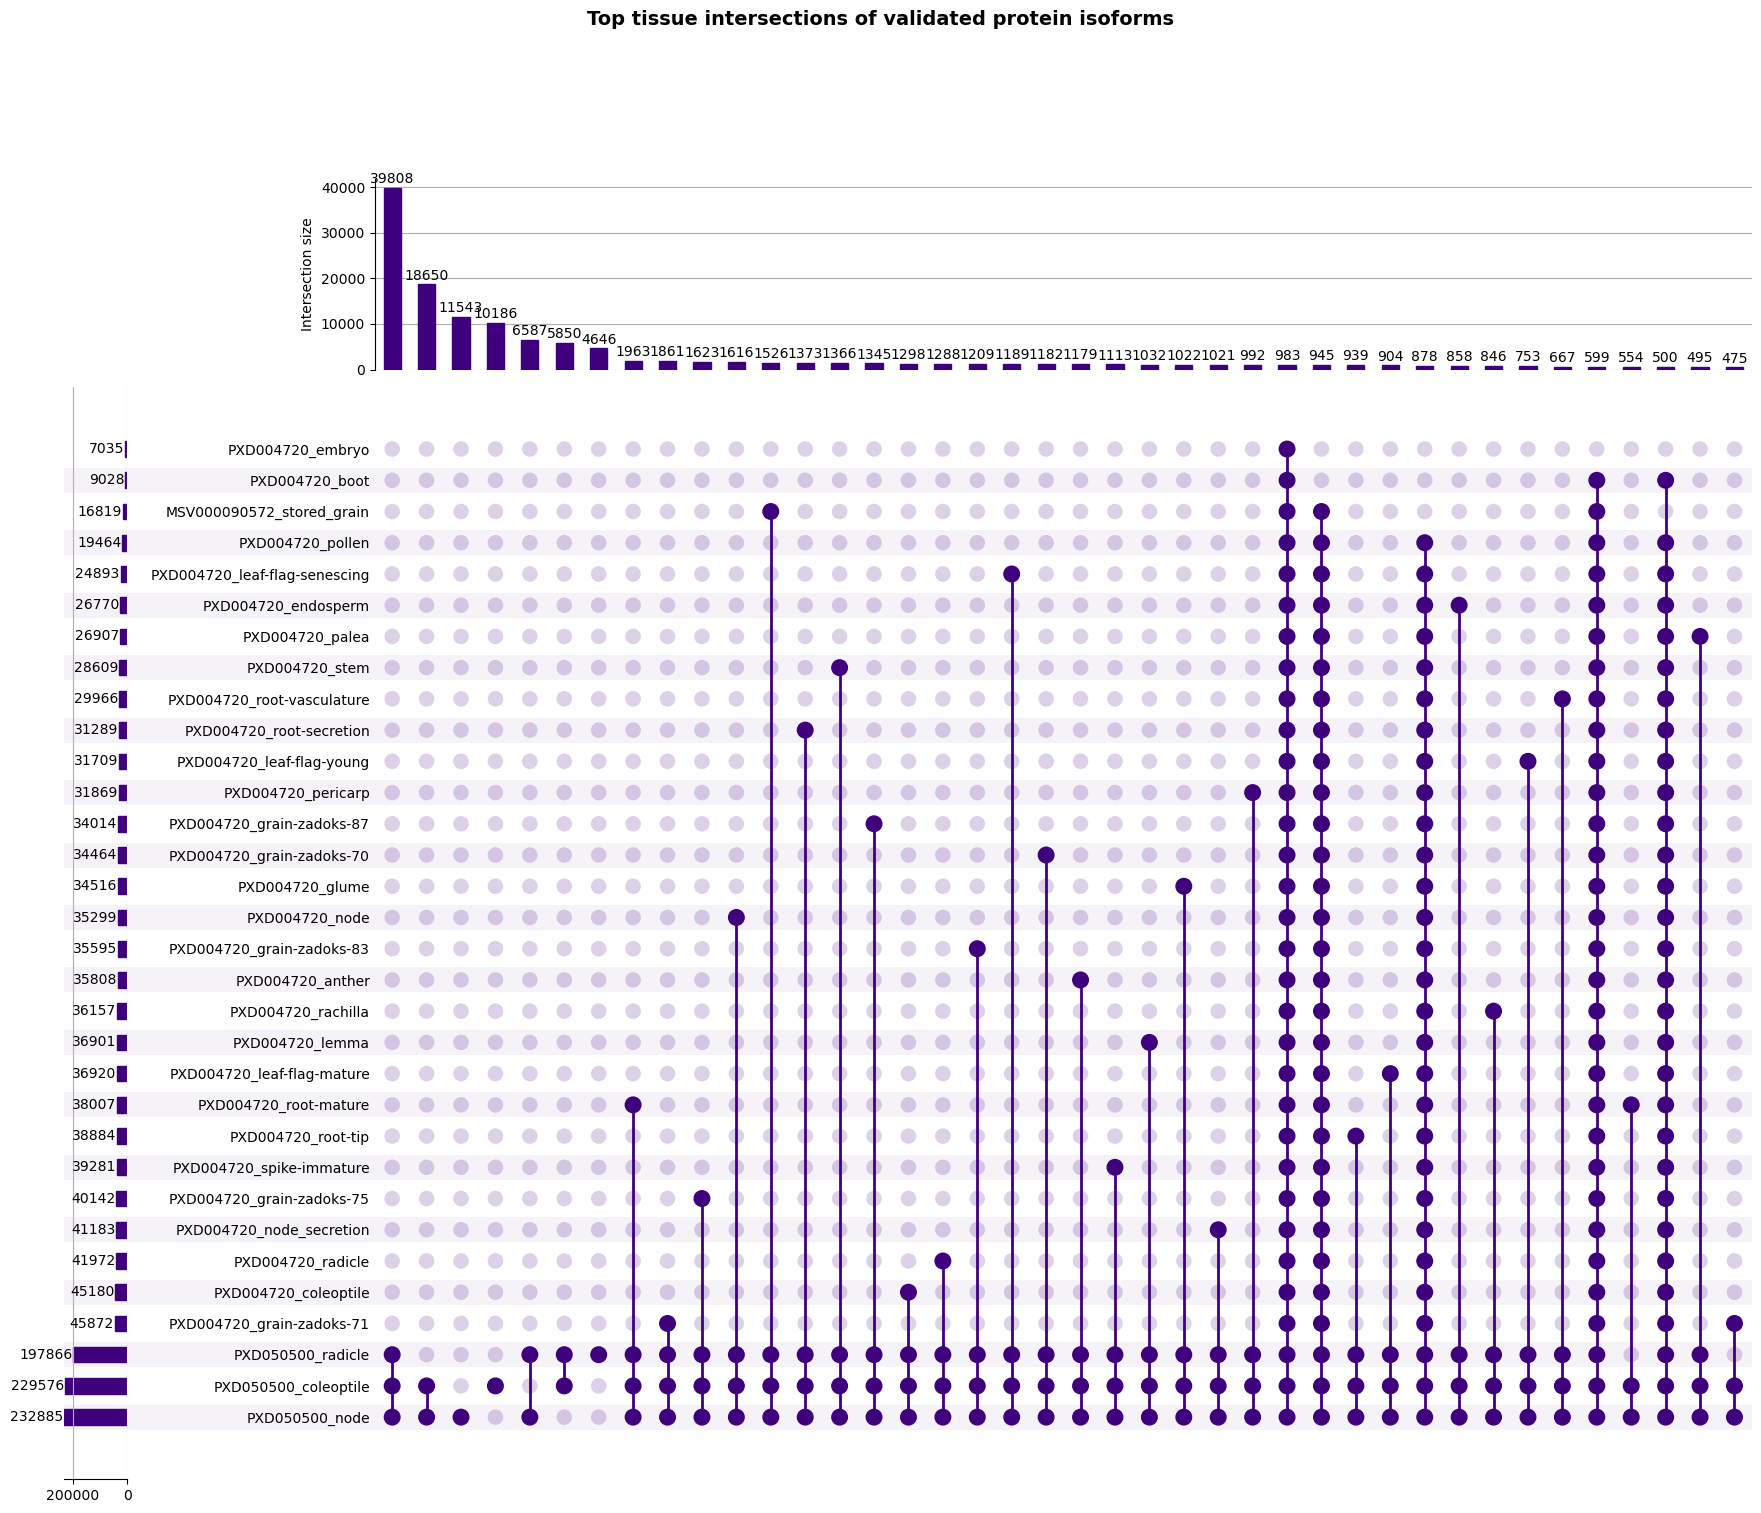 Top tissue intersections of validated protein isoforms
Intersection size
40000
30000
20000
10000
0
39808
18650
11543
10186
6587
5850
4646
1963
1861
1623
1616
1526
1373
1366
1345
1298
1288
1209
1189
1182
1179
1113
1032
1022
1021
992
983
945
939
904
878
858
846
753
667
599
554
500
495
475
7035 PXD004720_embryo
9028 PXD004720_boot
16819 MSV000090572_stored_grain
19464 PXD004720_pollen
24893 PXD004720_leaf-flag-senescing
26770 PXD004720_endosperm
26907 PXD004720_palea
28609 PXD004720_stem
29966 PXD004720_root-vasculature
31289 PXD004720_root-secretion
31709 PXD004720_leaf-flag-young
31869 PXD004720_pericarp
34014 PXD004720_grain-zadoks-87
34464 PXD004720_grain-zadoks-70
34516 PXD004720_glume
35299 PXD004720_node
35595 PXD004720_grain-zadoks-83
35808 PXD004720_anther
36157 PXD004720_rachilla
36901 PXD004720_lemma
36920 PXD004720_leaf-flag-mature
38007 PXD004720_root-mature
38884 PXD004720_root-tip
39281 PXD004720_spike-immature
40142 PXD004720_grain-zadoks-75
41183 PXD004720_node_secretion
41972 PXD004720_radicle
45180 PXD004720_coleoptile
45872 PXD004720_grain-zadoks-71
197866 PXD050500_radicle
229576 PXD050500_coleoptile
232885 PXD050500_node
200000 0